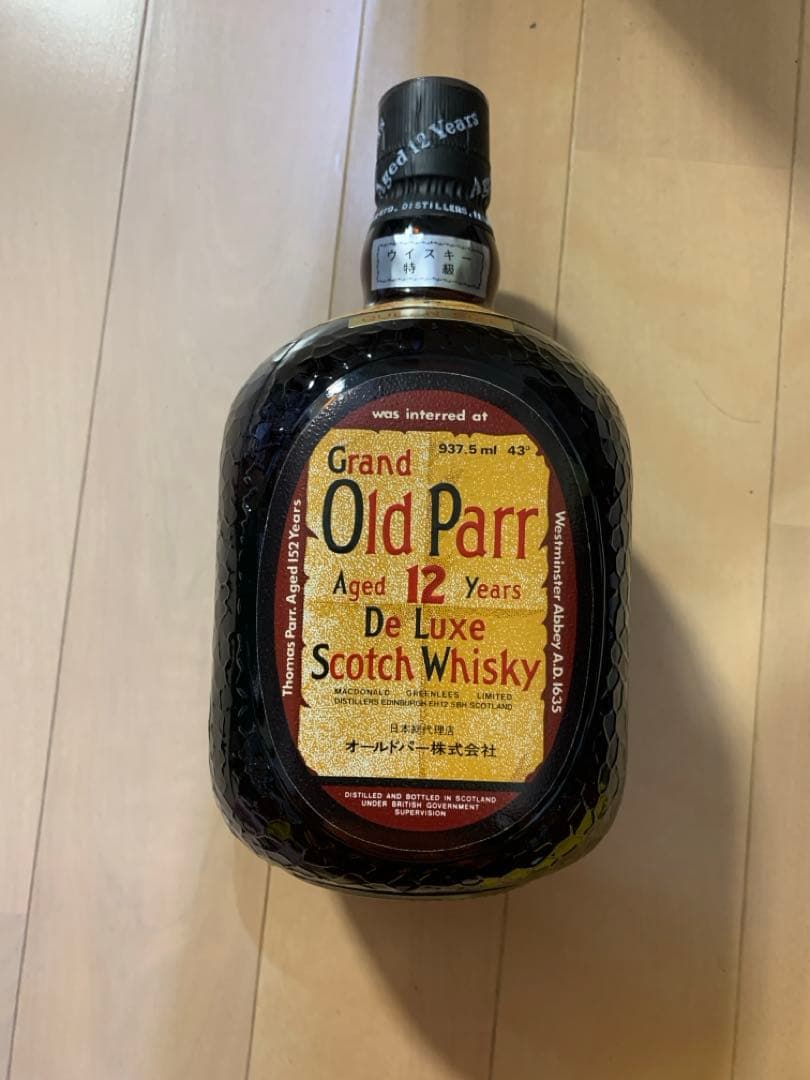 Aged 12 Years
DISTILLERS
ウイスキー
特級
was interred at
937.5 ml 43°
Grand
Old Parr
Aged 12 Years
De Luxe
Scotch Whisky
MACDONALD GREENLEES LIMITED
DISTILLERS EDINBURGH EH12 5BH SCOTLAND
日本総代理店
オールドパー株式会社
Thomas Parr. Aged 152 Years
Westminster Abbey A.D. 1635
DISTILLED AND BOTTLED IN SCOTLAND
UNDER BRITISH GOVERNMENT
SUPERVISION